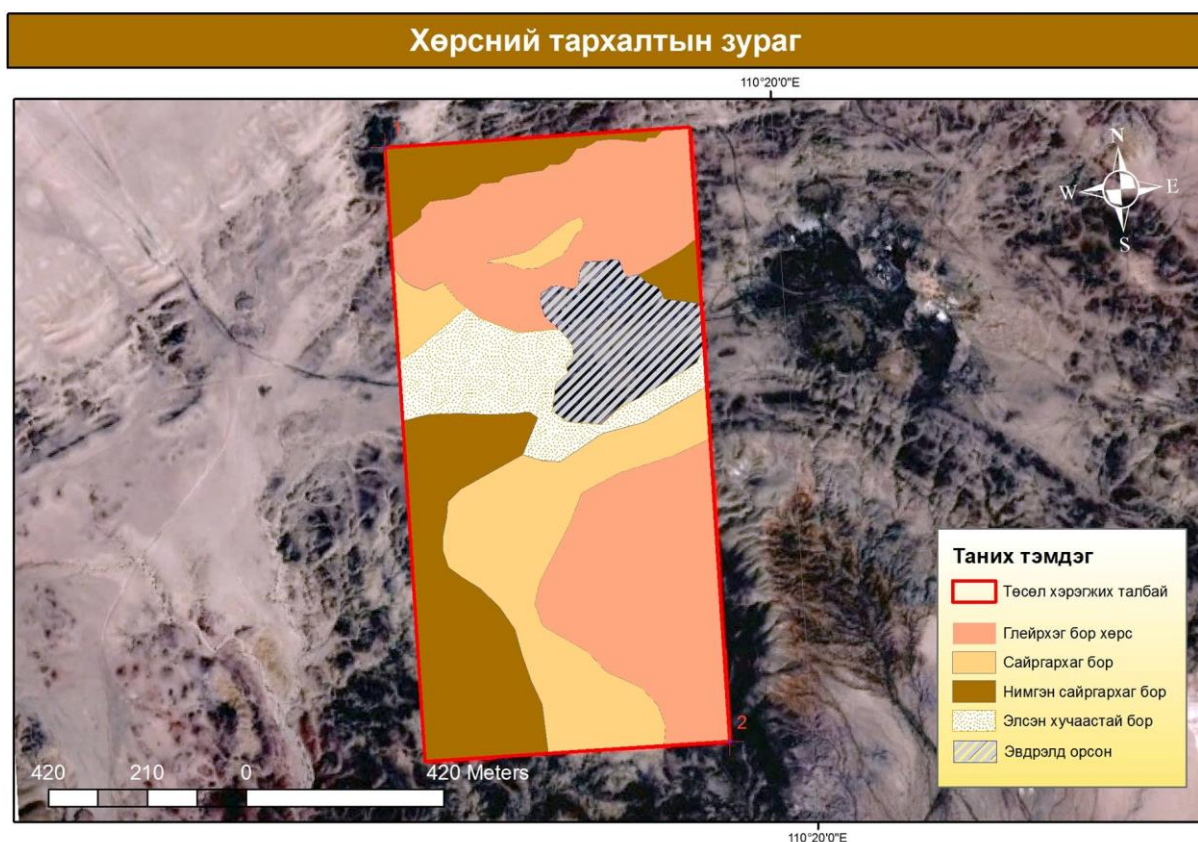 Хөрсний тархалтын зураг
110°20'0"E
1
N
W
E
S
Таних тэмдэг
Төсөл хэрэгжих талбай
Глейрхэг бор хөрс
Сайргархаг бор
Нимгэн сайргархаг бор
Элсэн хучаастай бор
Эвдрэлд орсон
2
420 210 0 420 Meters
110°20'0"E